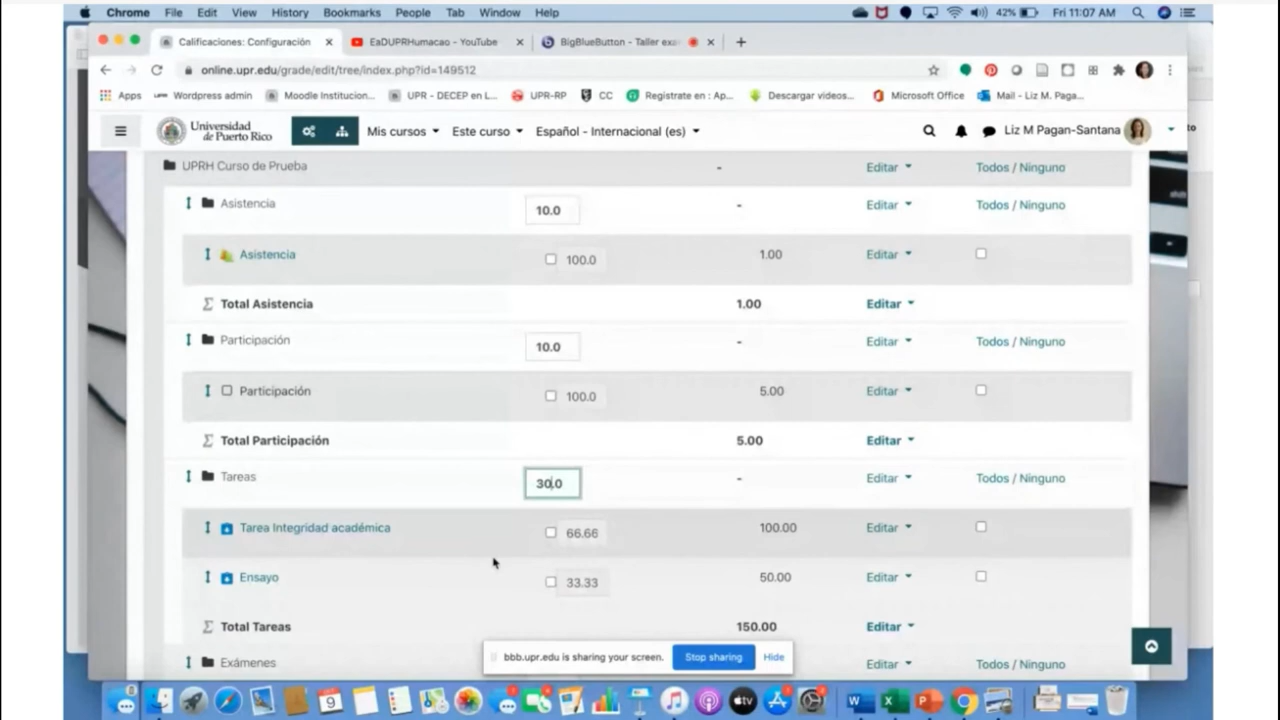 Chrome File Edit View History Bookmarks People Tab Window Help 42% Fri 11:07 AM
Calificaciones: Configuración EaDUPRHumacao - YouTube BigBlueButton - Taller exa
online.upr.edu/grade/edit/tree/index.php?id=149512
Apps Wordpress admin Moodle Institucion... UPR - DECEP en L... UPR-RP CC Registrate en : Ap... Descargar videos... Microsoft Office Mail - Liz M. Paga...
Universidad de Puerto Rico Mis cursos Este curso Español - Internacional (es) Liz M Pagan-Santana
UPRH Curso de Prueba - Editar Todos / Ninguno
Asistencia 10.0 - Editar Todos / Ninguno
Asistencia 100.0 1.00 Editar
Σ Total Asistencia 1.00 Editar
Participación 10.0 - Editar Todos / Ninguno
Participación 100.0 5.00 Editar
Σ Total Participación 5.00 Editar
Tareas 30.0 - Editar Todos / Ninguno
Tarea Integridad académica 66.66 100.00 Editar
Ensayo 33.33 50.00 Editar
Σ Total Tareas 150.00 Editar
bbb.upr.edu is sharing your screen. Stop sharing Hide
Exámenes Editar Todos / Ninguno